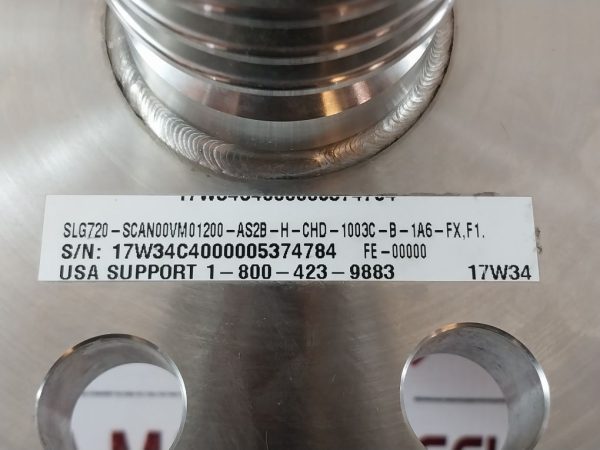 SLG720-SCAN00VM01200-AS2B-H-CHD-1003C-B-1A6-FX,F1.
S/N: 17W34C4000005374784 FE-00000
USA SUPPORT 1-800-423-9883 17W34